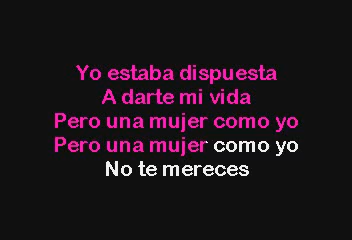 Yo estaba dispuesta
A darte mi vida
Pero una mujer como yo
Pero una mujer como yo
No te mereces